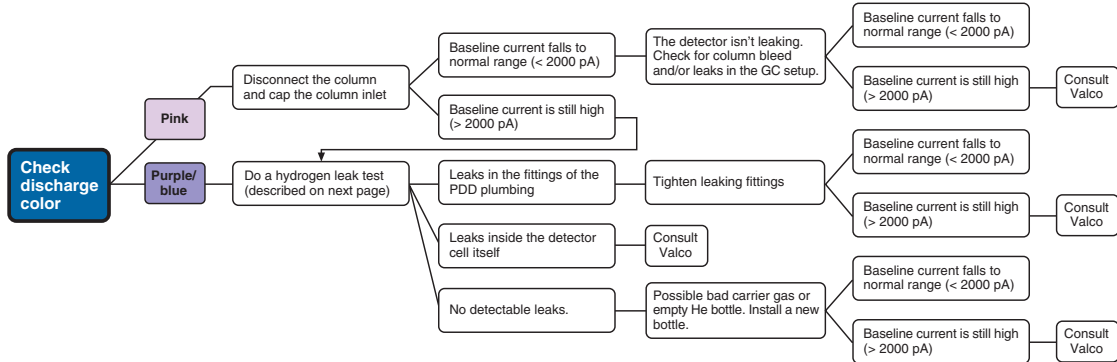 Check
discharge
color
Pink
Purple/
blue
Disconnect the column
and cap the column inlet
Baseline current falls to
normal range (< 2000 pA)
The detector isn't leaking.
Check for column bleed
and/or leaks in the GC setup.
Baseline current falls to
normal range (< 2000 pA)
Baseline current is still high
(> 2000 pA)
Consult
Valco
Baseline current is still high
(> 2000 pA)
Do a hydrogen leak test
(described on next page)
Leaks in the fittings of the
PDD plumbing
Tighten leaking fittings
Baseline current falls to
normal range (< 2000 pA)
Baseline current is still high
(> 2000 pA)
Consult
Valco
Leaks inside the detector
cell itself
Consult
Valco
No detectable leaks.
Possible bad carrier gas or
empty He bottle. Install a new
bottle.
Baseline current falls to
normal range (< 2000 pA)
Baseline current is still high
(> 2000 pA)
Consult
Valco